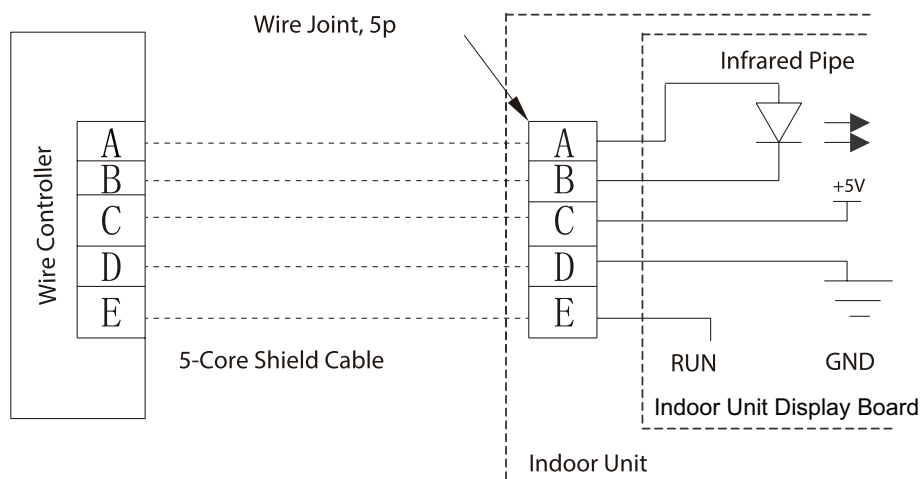 Wire Joint, 5p
Infrared Pipe
Wire Controller
A
B
C
D
E
A
B
C
D
E
+5V
5-Core Shield Cable
RUN
GND
Indoor Unit Display Board
Indoor Unit